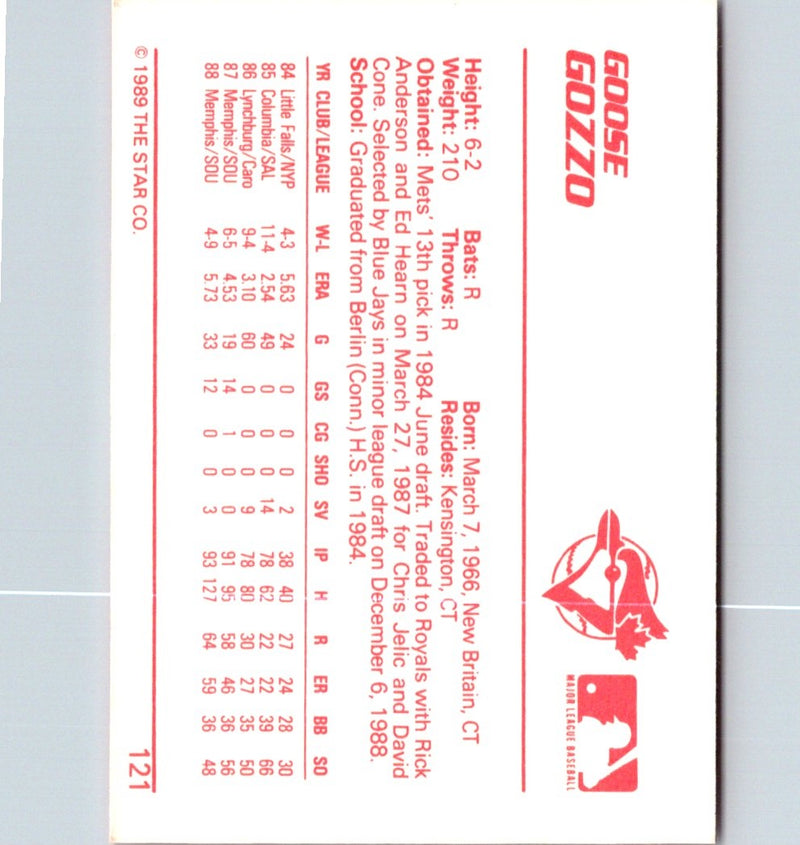 GOOSE
GOZZO
MAJOR LEAGUE BASEBALL
Height: 6-2 Bats: R Born: March 7, 1966, New Britain, CT
Weight: 210 Throws: R Resides: Kensington, CT
Obtained: Mets' 13th pick in 1984 June draft. Traded to Royals with Rick
Anderson and Ed Hearn on March 27, 1987 for Chris Jelic and David
Cone. Selected by Blue Jays in minor league draft on December 6, 1988.
School: Graduated from Berlin (Conn.) H.S. in 1984.
YR CLUB/LEAGUE W-L ERA G GS CG SHO SV IP H R ER BB SO
84 Little Falls/NYP 4-3 5.63 24 0 0 0 2 38 40 27 24 28 30
85 Columbia/SAL 11-4 2.54 49 0 0 0 14 78 62 22 22 39 66
86 Lynchburg/Caro 9-4 3.10 60 0 0 0 9 78 80 30 27 35 50
87 Memphis/SOU 6-5 4.53 19 14 1 0 0 91 95 58 46 36 56
88 Memphis/SOU 4-9 5.73 33 12 0 0 3 93 127 64 59 36 48
© 1989 THE STAR CO. 121